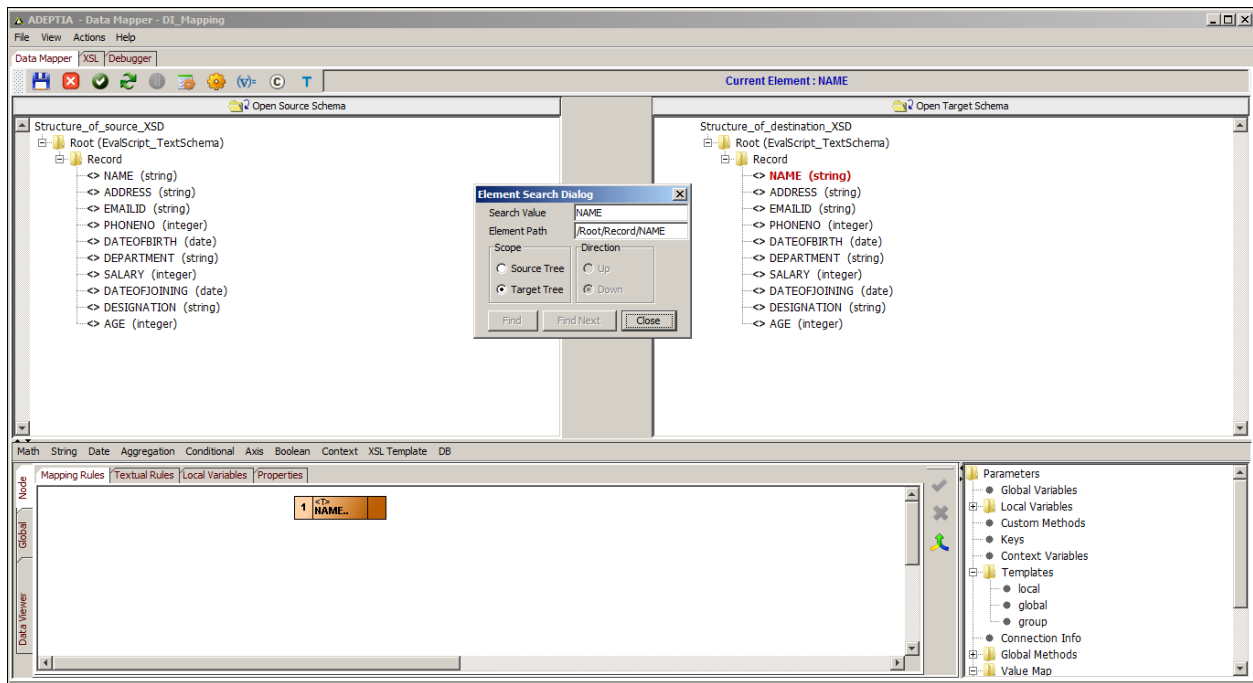 ADEPTIA - Data Mapper - DI_Mapping
File View Actions Help
Data Mapper XSL Debugger
(v)= © T Current Element : NAME
Open Source Schema
Structure_of_source_XSD
Root (EvalScript_TextSchema)
Record
<> NAME (string)
<> ADDRESS (string)
<> EMAILID (string)
<> PHONENO (integer)
<> DATEOFBIRTH (date)
<> DEPARTMENT (string)
<> SALARY (integer)
<> DATEOFJOINING (date)
<> DESIGNATION (string)
<> AGE (integer)
Element Search Dialog
Search Value NAME
Element Path /Root/Record/NAME
Scope Direction
Source Tree Up
Target Tree Down
Find Find Next Close
Open Target Schema
Structure_of_destination_XSD
Root (EvalScript_TextSchema)
Record
<> NAME (string)
<> ADDRESS (string)
<> EMAILID (string)
<> PHONENO (integer)
<> DATEOFBIRTH (date)
<> DEPARTMENT (string)
<> SALARY (integer)
<> DATEOFJOINING (date)
<> DESIGNATION (string)
<> AGE (integer)
Math String Date Aggregation Conditional Axis Boolean Context XSL Template DB
Node
Global
Data Viewer
Mapping Rules Textual Rules Local Variables Properties
1 <T>
NAME..
Parameters
Global Variables
Local Variables
Custom Methods
Keys
Context Variables
Templates
local
global
group
Connection Info
Global Methods
Value Map